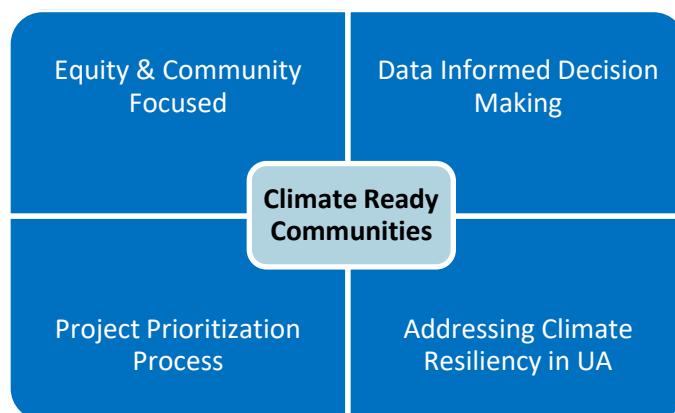 Equity & Community
Focused
Data Informed Decision
Making
Climate Ready
Communities
Project Prioritization
Process
Addressing Climate
Resiliency in UA